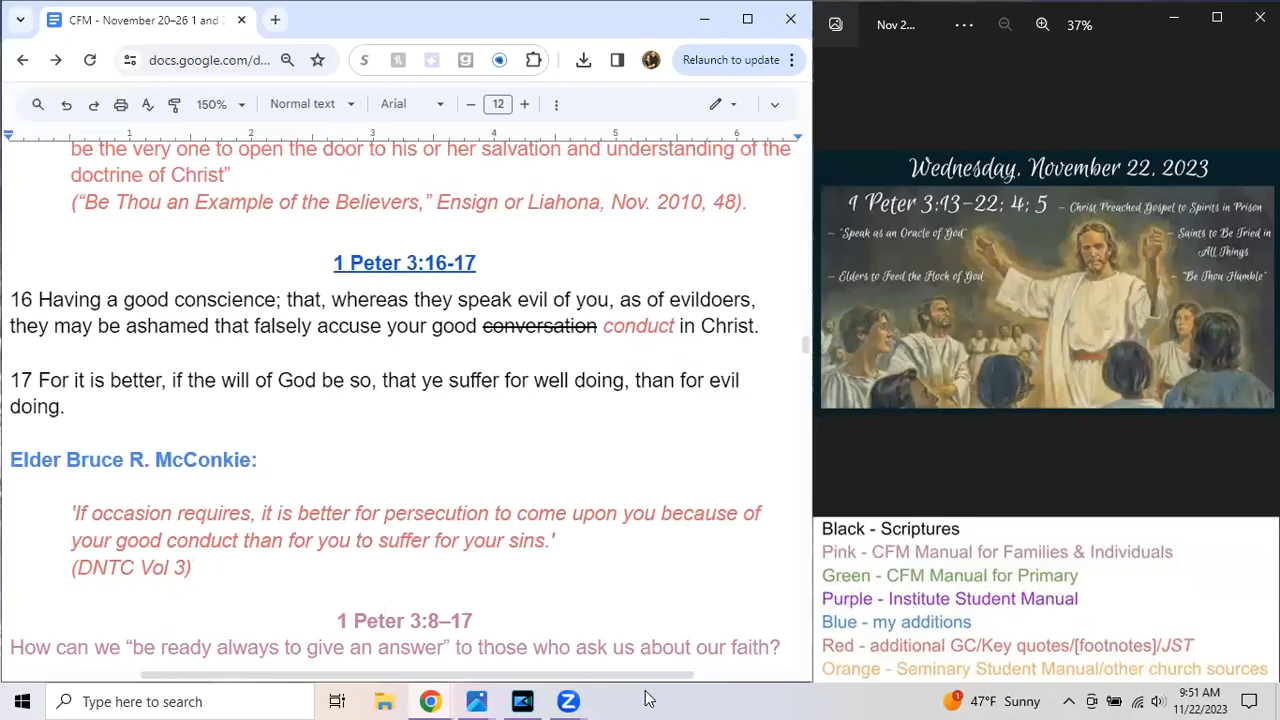 CFM - November 20–26 1 and 2
docs.google.com/d...
Relaunch to update
150%
Normal text
Arial
12
1 2 3 4 5 6
be the very one to open the door to his or her salvation and understanding of the
doctrine of Christ”
(“Be Thou an Example of the Believers,” Ensign or Liahona, Nov. 2010, 48).
1 Peter 3:16-17
16 Having a good conscience; that, whereas they speak evil of you, as of evildoers,
they may be ashamed that falsely accuse your good conversation conduct in Christ.
17 For it is better, if the will of God be so, that ye suffer for well doing, than for evil
doing.
Elder Bruce R. McConkie:
'If occasion requires, it is better for persecution to come upon you because of
your good conduct than for you to suffer for your sins.'
(DNTC Vol 3)
1 Peter 3:8–17
How can we “be ready always to give an answer” to those who ask us about our faith?
Nov 2...
37%
Wednesday, November 22, 2023
1 Peter 3:13-22; 4; 5
- Christ Preached Gospel to Spirits in Prison
- "Speak as an Oracle of God"
- Saints to Be Tried in
All Things
- Elders to Feed the Flock of God
- "Be Thou Humble"
Black - Scriptures
Pink - CFM Manual for Families & Individuals
Green - CFM Manual for Primary
Purple - Institute Student Manual
Blue - my additions
Red - additional GC/Key quotes/[footnotes]/JST
Orange - Seminary Student Manual/other church sources
Type here to search
1
47°F Sunny
9:51 AM
11/22/2023